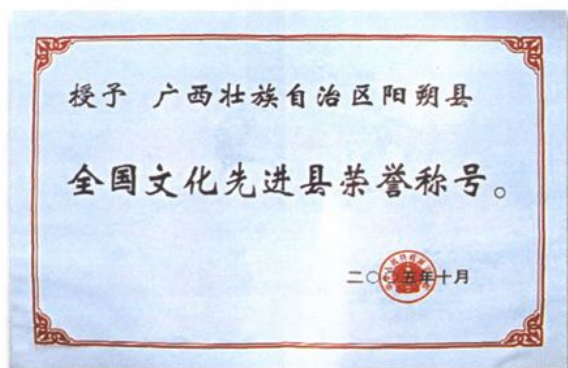 授予 广西壮族自治区阳朔县
全国文化先进县荣誉称号。
二〇〇五年十月